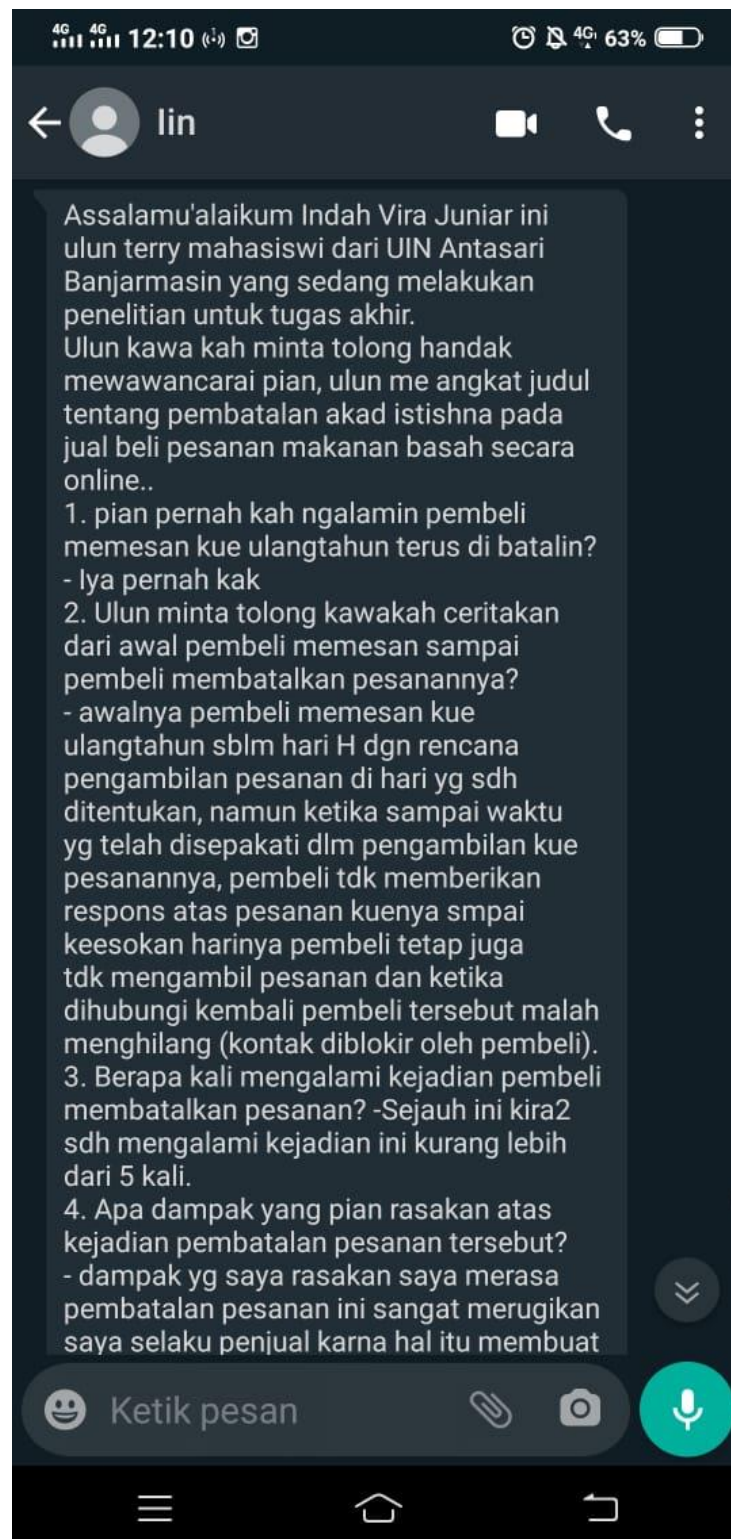 4G 4G 12:10 4G 63%
lin
Assalamu'alaikum Indah Vira Juniar ini
ulun terry mahasiswi dari UIN Antasari
Banjarmasin yang sedang melakukan
penelitian untuk tugas akhir.
Ulun kawa kah minta tolong handak
mewawancarai pian, ulun me angkat judul
tentang pembatalan akad istishna pada
jual beli pesanan makanan basah secara
online..
1. pian pernah kah ngalamin pembeli
memesan kue ulangtahun terus di batalin?
- Iya pernah kak
2. Ulun minta tolong kawakah ceritakan
dari awal pembeli memesan sampai
pembeli membatalkan pesanannya?
- awalnya pembeli memesan kue
ulangtahun sblm hari H dgn rencana
pengambilan pesanan di hari yg sdh
ditentukan, namun ketika sampai waktu
yg telah disepakati dlm pengambilan kue
pesanannya, pembeli tdk memberikan
respons atas pesanan kuenya smpai
keesokan harinya pembeli tetap juga
tdk mengambil pesanan dan ketika
dihubungi kembali pembeli tersebut malah
menghilang (kontak diblokir oleh pembeli).
3. Berapa kali mengalami kejadian pembeli
membatalkan pesanan? -Sejauh ini kira2
sdh mengalami kejadian ini kurang lebih
dari 5 kali.
4. Apa dampak yang pian rasakan atas
kejadian pembatalan pesanan tersebut?
- dampak yg saya rasakan saya merasa
pembatalan pesanan ini sangat merugikan
saya selaku penjual karna hal itu membuat
Ketik pesan